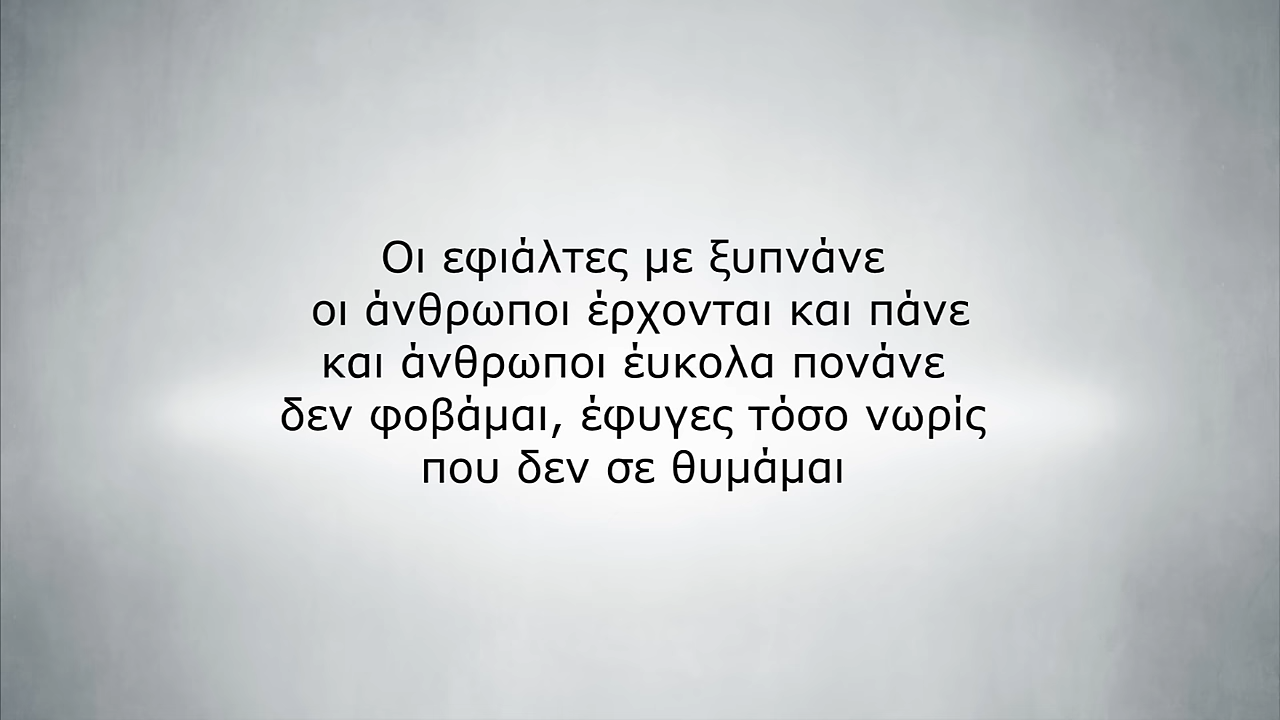 Οι εφιάλτες με ξυπνάνε
οι άνθρωποι έρχονται και πάνε
και άνθρωποι έυκολα πονάνε
δεν φοβάμαι, έφυγες τόσο νωρίς
που δεν σε θυμάμαι